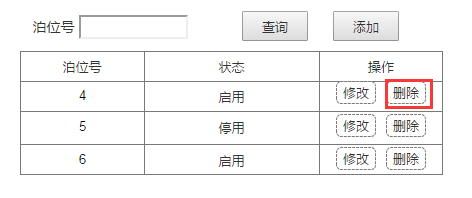 泊位号 查询 添加
泊位号 状态 操作
4 启用 修改 删除
5 停用 修改 删除
6 启用 修改 删除